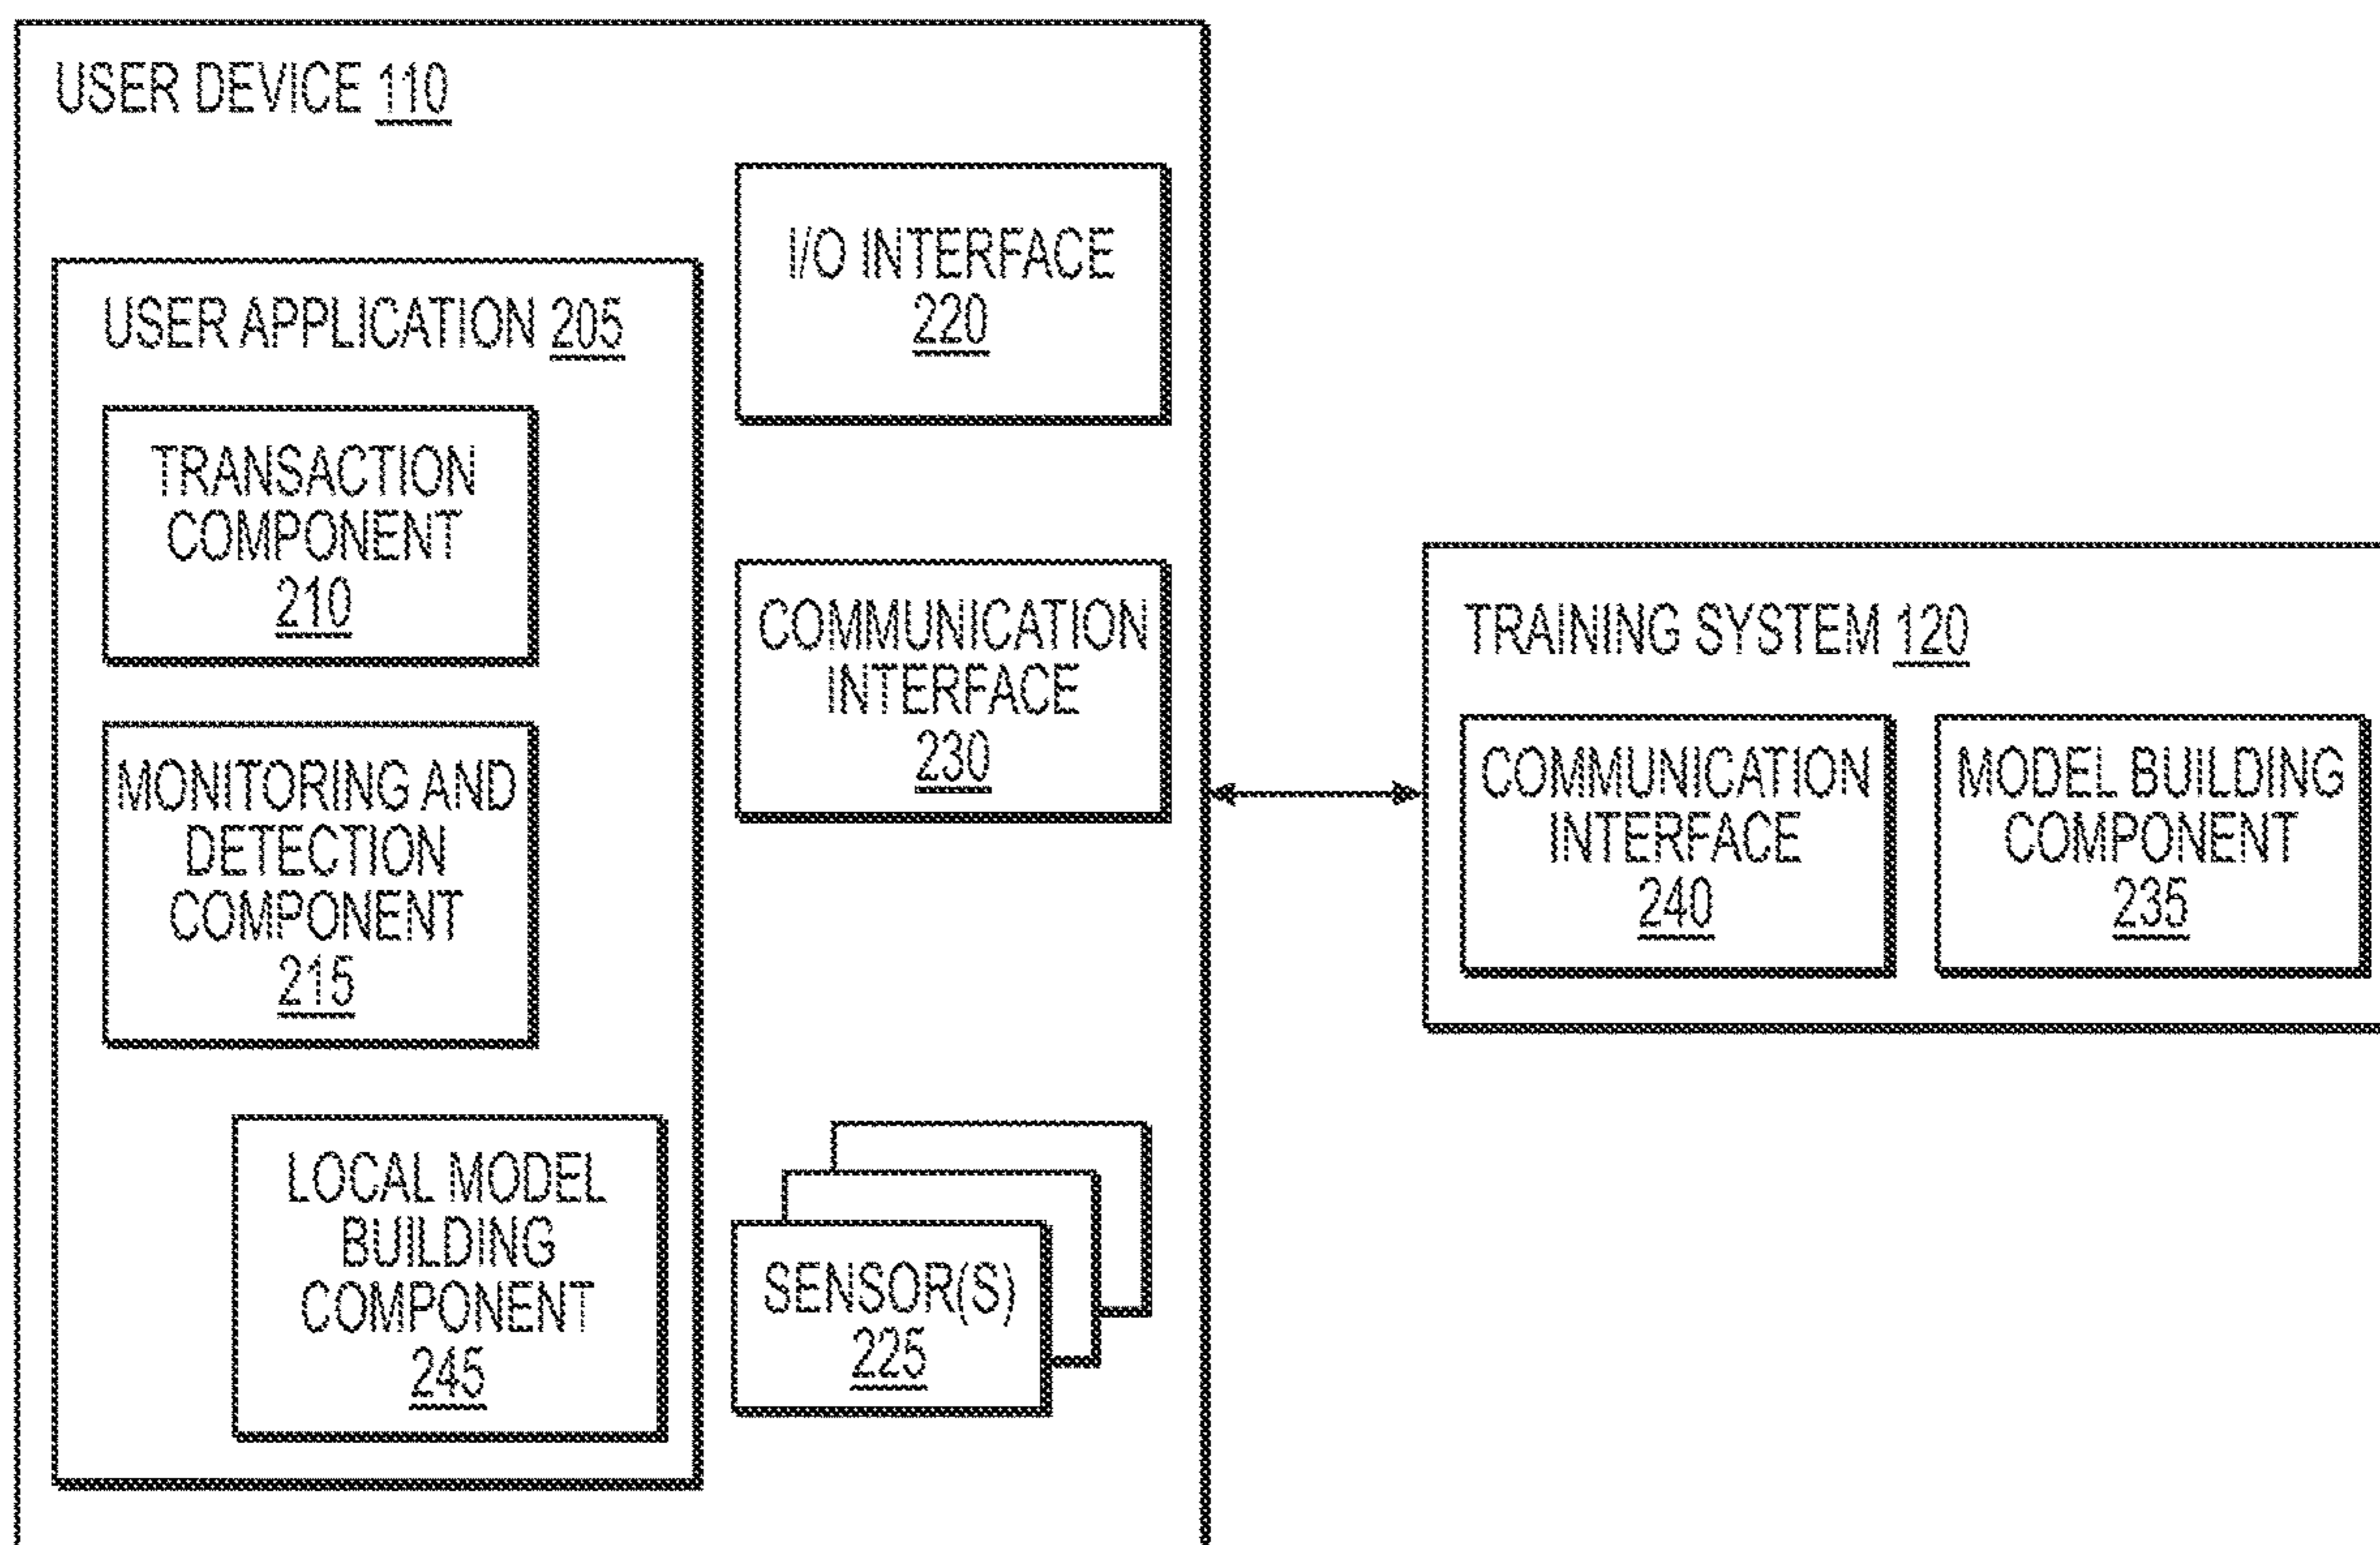 USER DEVICE 110
USER APPLICATION 205
TRANSACTION
COMPONENT
210
MONITORING AND
DETECTION
COMPONENT
215
LOCAL MODEL
BUILDING
COMPONENT
245
I/O INTERFACE
220
COMMUNICATION
INTERFACE
230
SENSOR(S)
225
TRAINING SYSTEM 120
COMMUNICATION
INTERFACE
240
MODEL BUILDING
COMPONENT
235